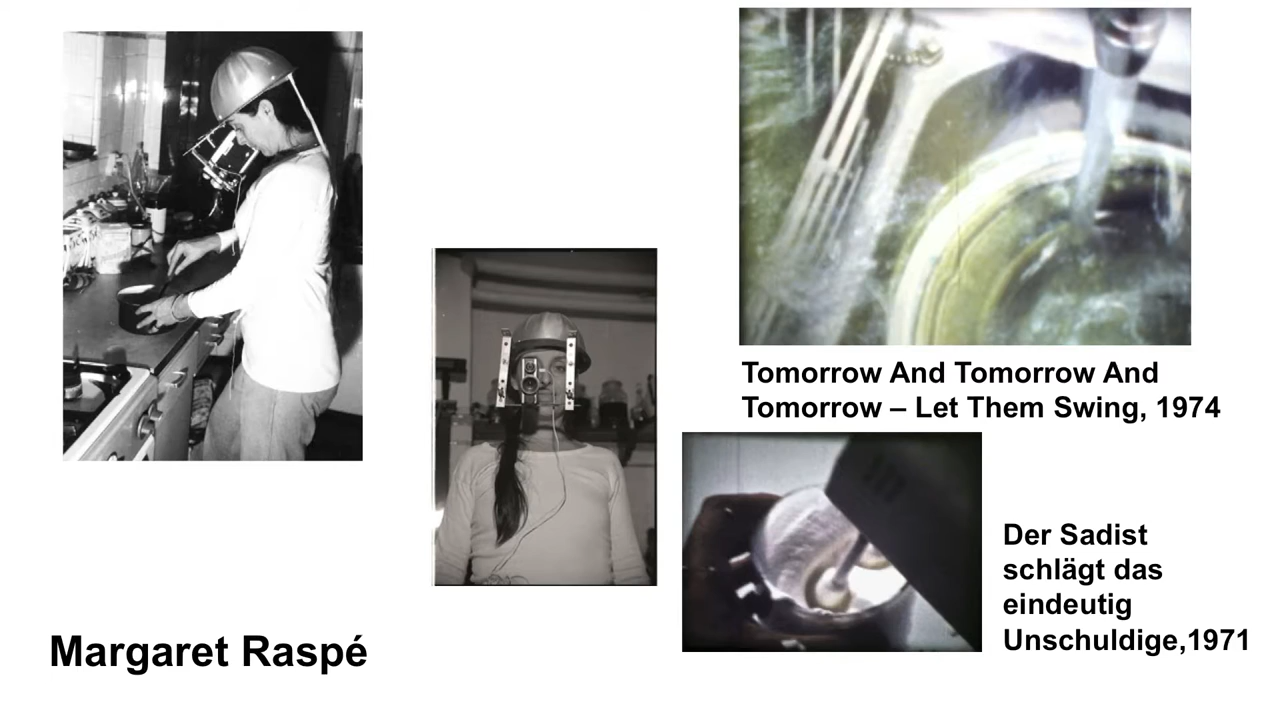 Tomorrow And Tomorrow And
Tomorrow – Let Them Swing, 1974
Der Sadist
schlägt das
eindeutig
Unschuldige,1971
Margaret Raspé